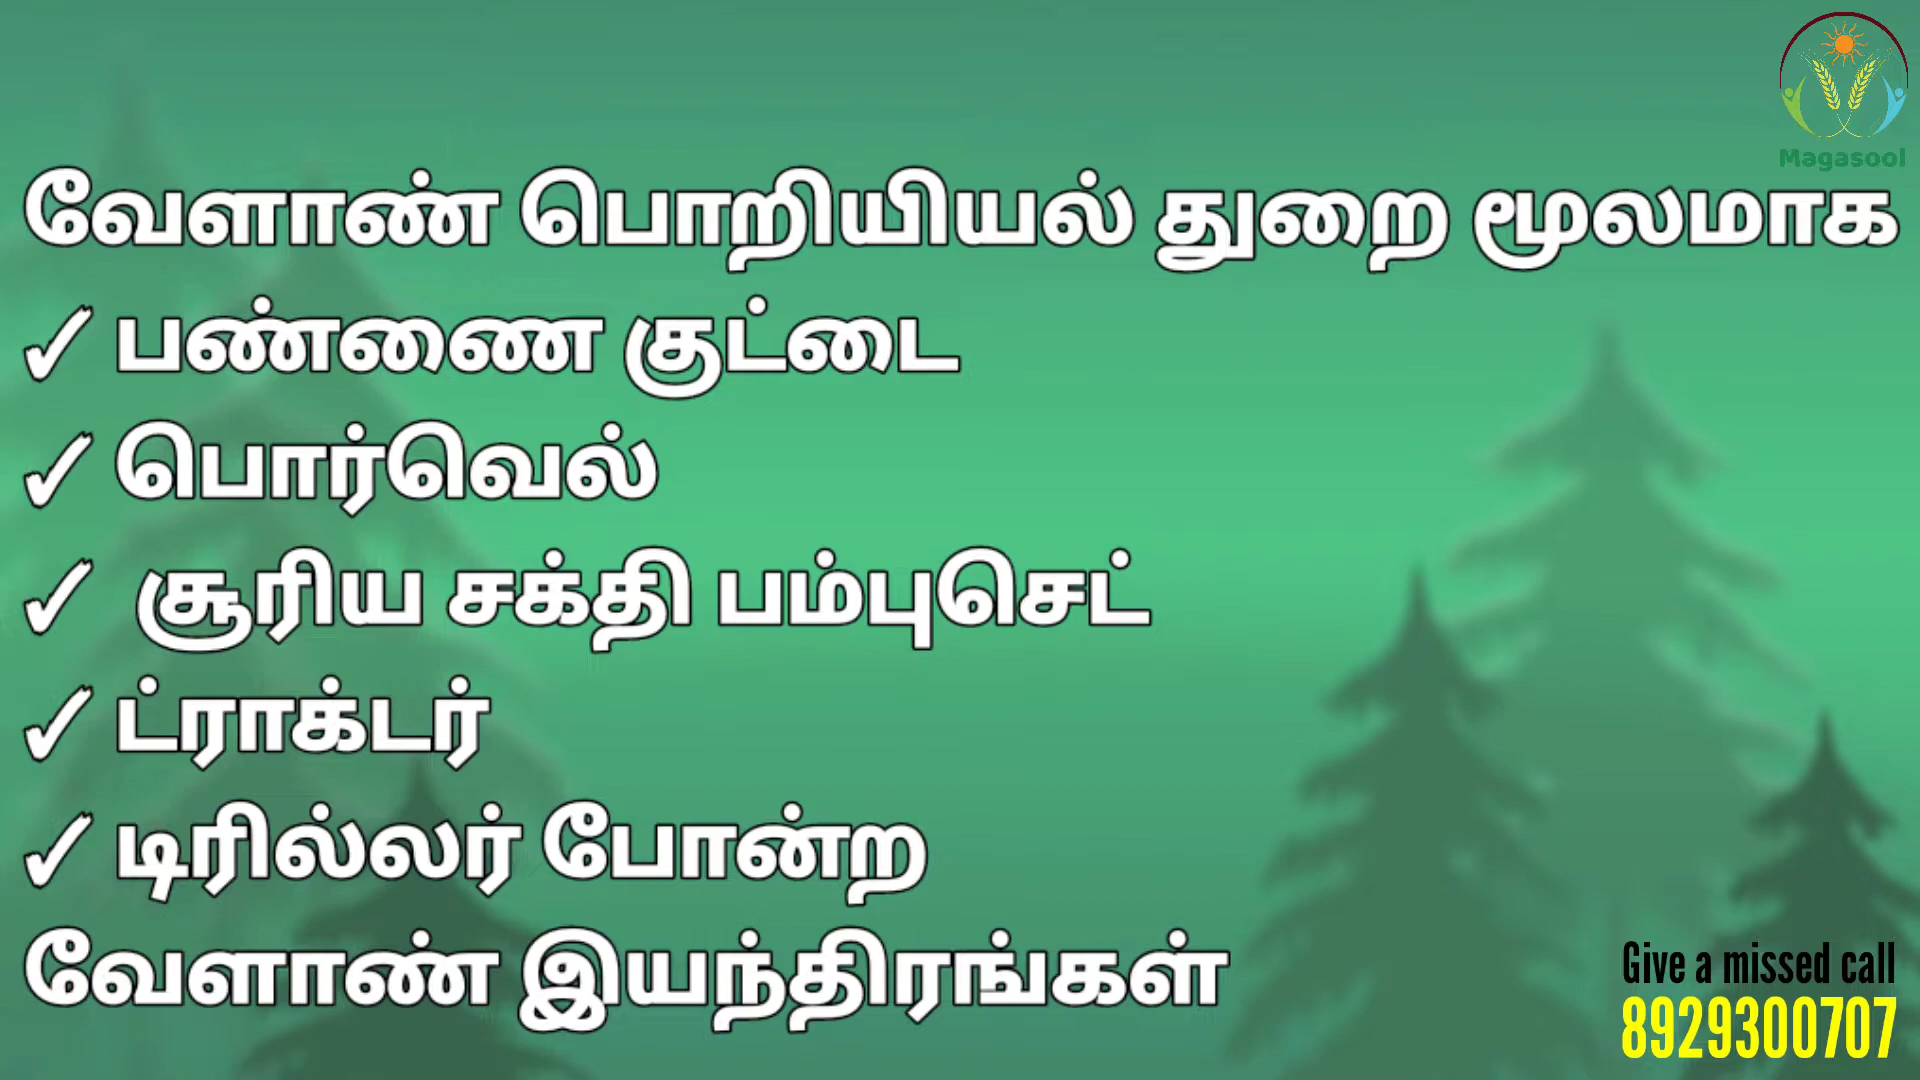 Magasool
வேளாண் பொறியியல் துறை மூலமாக
✓ பண்ணை குட்டை
✓ பொர்வெல்
✓ சூரிய சக்தி பம்புசெட்
✓ ட்ராக்டர்
✓ டிரில்லர் போன்ற
வேளாண் இயந்திரங்கள்
Give a missed call
8929300707